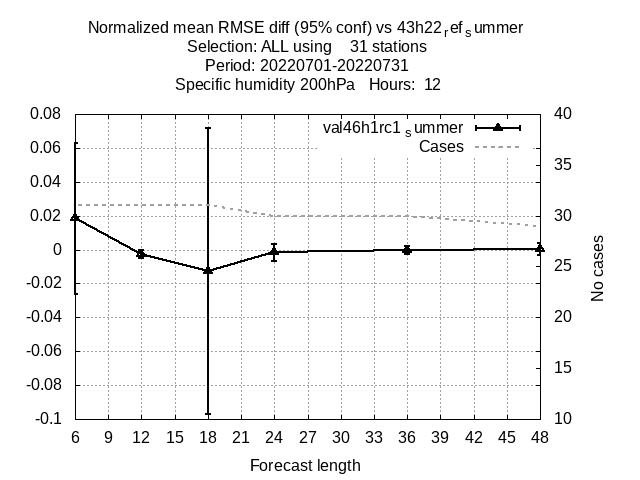 Normalized mean RMSE diff (95% conf) vs 43h22refsummer
Selection: ALL using 31 stations
Period: 20220701-20220731
Specific humidity 200hPa Hours: 12
val46h1rc1summer
Cases
0.08
0.06
0.04
0.02
0
-0.02
-0.04
-0.06
-0.08
-0.1
40
35
30
25
20
15
10
No cases
6 9 12 15 18 21 24 27 30 33 36 39 42 45 48
Forecast length